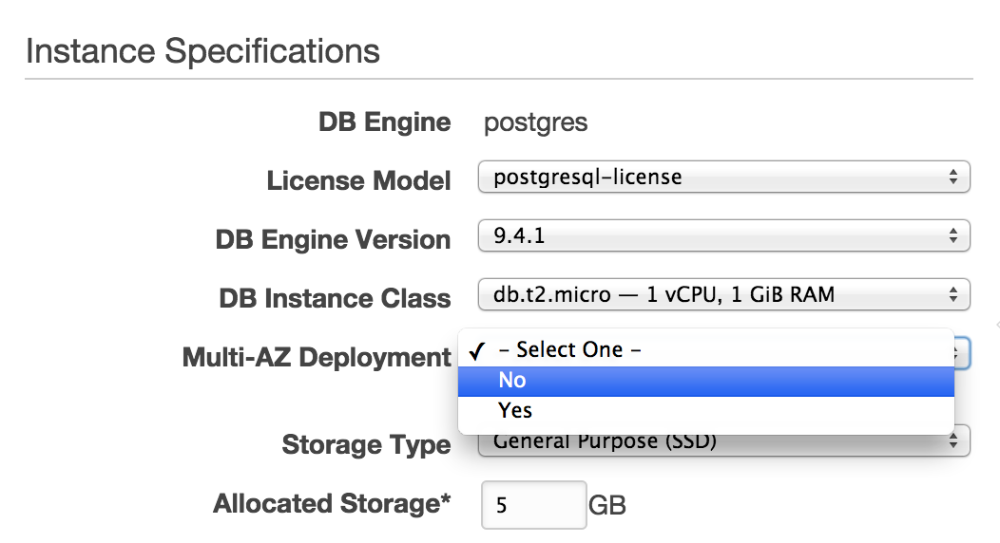 Instance Specifications
DB Engine postgres
License Model postgresql-license
DB Engine Version 9.4.1
DB Instance Class db.t2.micro — 1 vCPU, 1 GiB RAM
Multi-AZ Deployment ✓ - Select One -
No
Yes
Storage Type General Purpose (SSD)
Allocated Storage* 5 GB